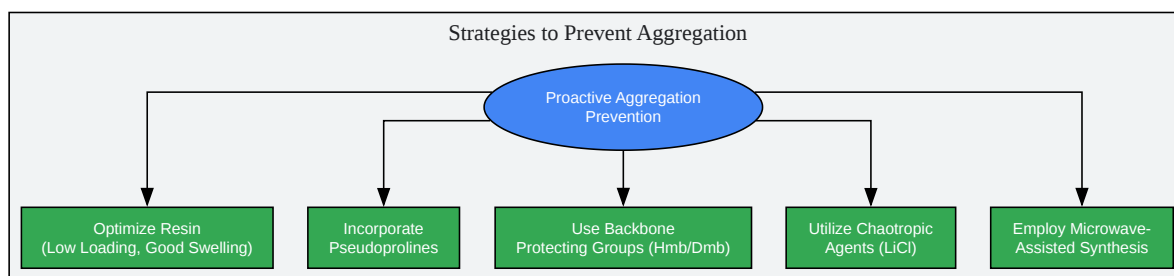 Strategies to Prevent Aggregation
Proactive Aggregation
Prevention
Optimize Resin
(Low Loading, Good Swelling)
Incorporate
Pseudoprolines
Use Backbone
Protecting Groups (Hmb/Dmb)
Utilize Chaotropic
Agents (LiCl)
Employ Microwave-
Assisted Synthesis